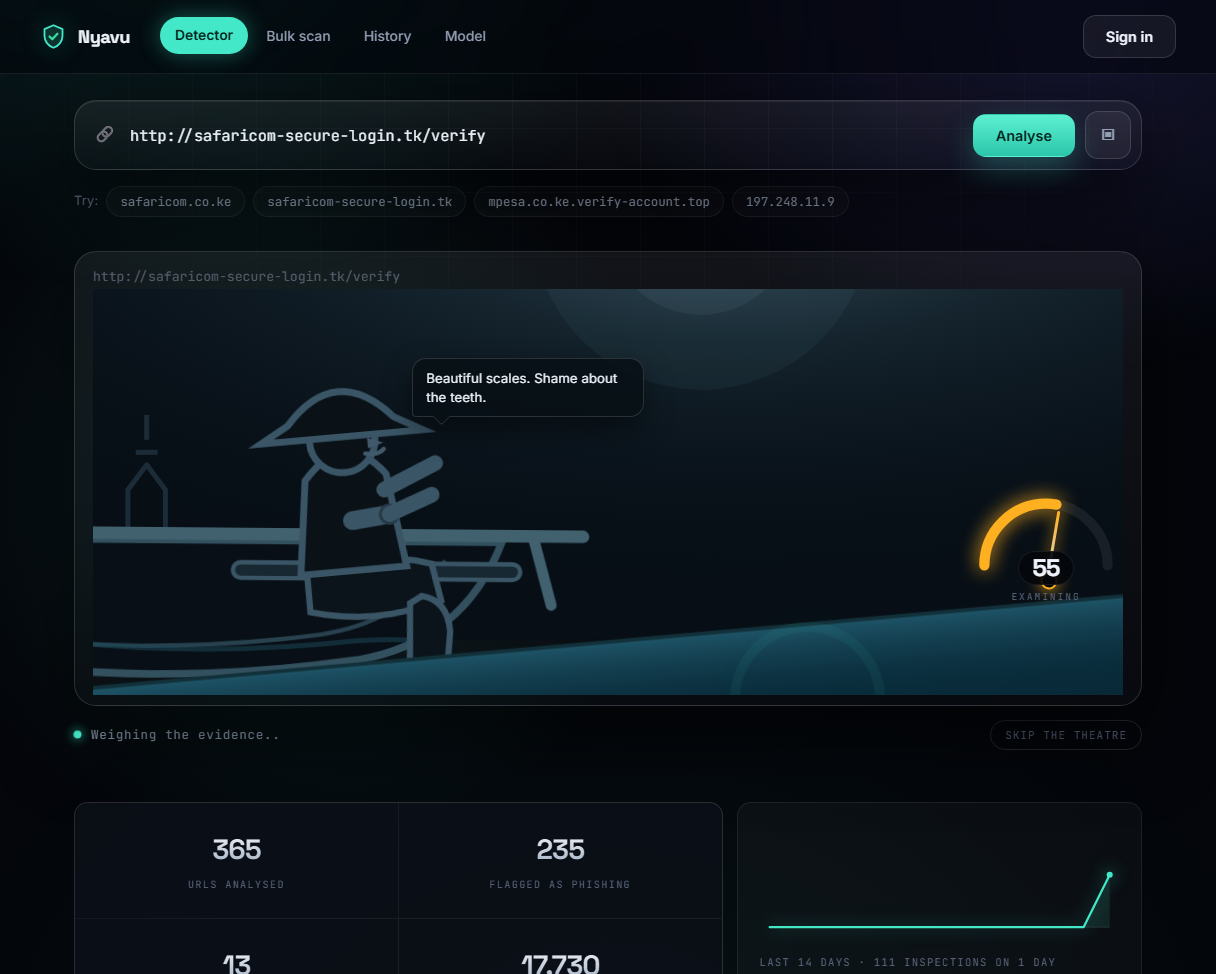 Nyavu
Detector
Bulk scan
History
Model
Sign in
http://safaricom-secure-login.tk/verify
Analyse
Try:
safaricom.co.ke
safaricom-secure-login.tk
mpesa.co.ke.verify-account.top
197.248.11.9
http://safaricom-secure-login.tk/verify
Beautiful scales. Shame about
the teeth.
55
EXAMINING
Weighing the evidence..
SKIP THE THEATRE
365
URLS ANALYSED
235
FLAGGED AS PHISHING
13
17,730
LAST 14 DAYS · 111 INSPECTIONS ON 1 DAY